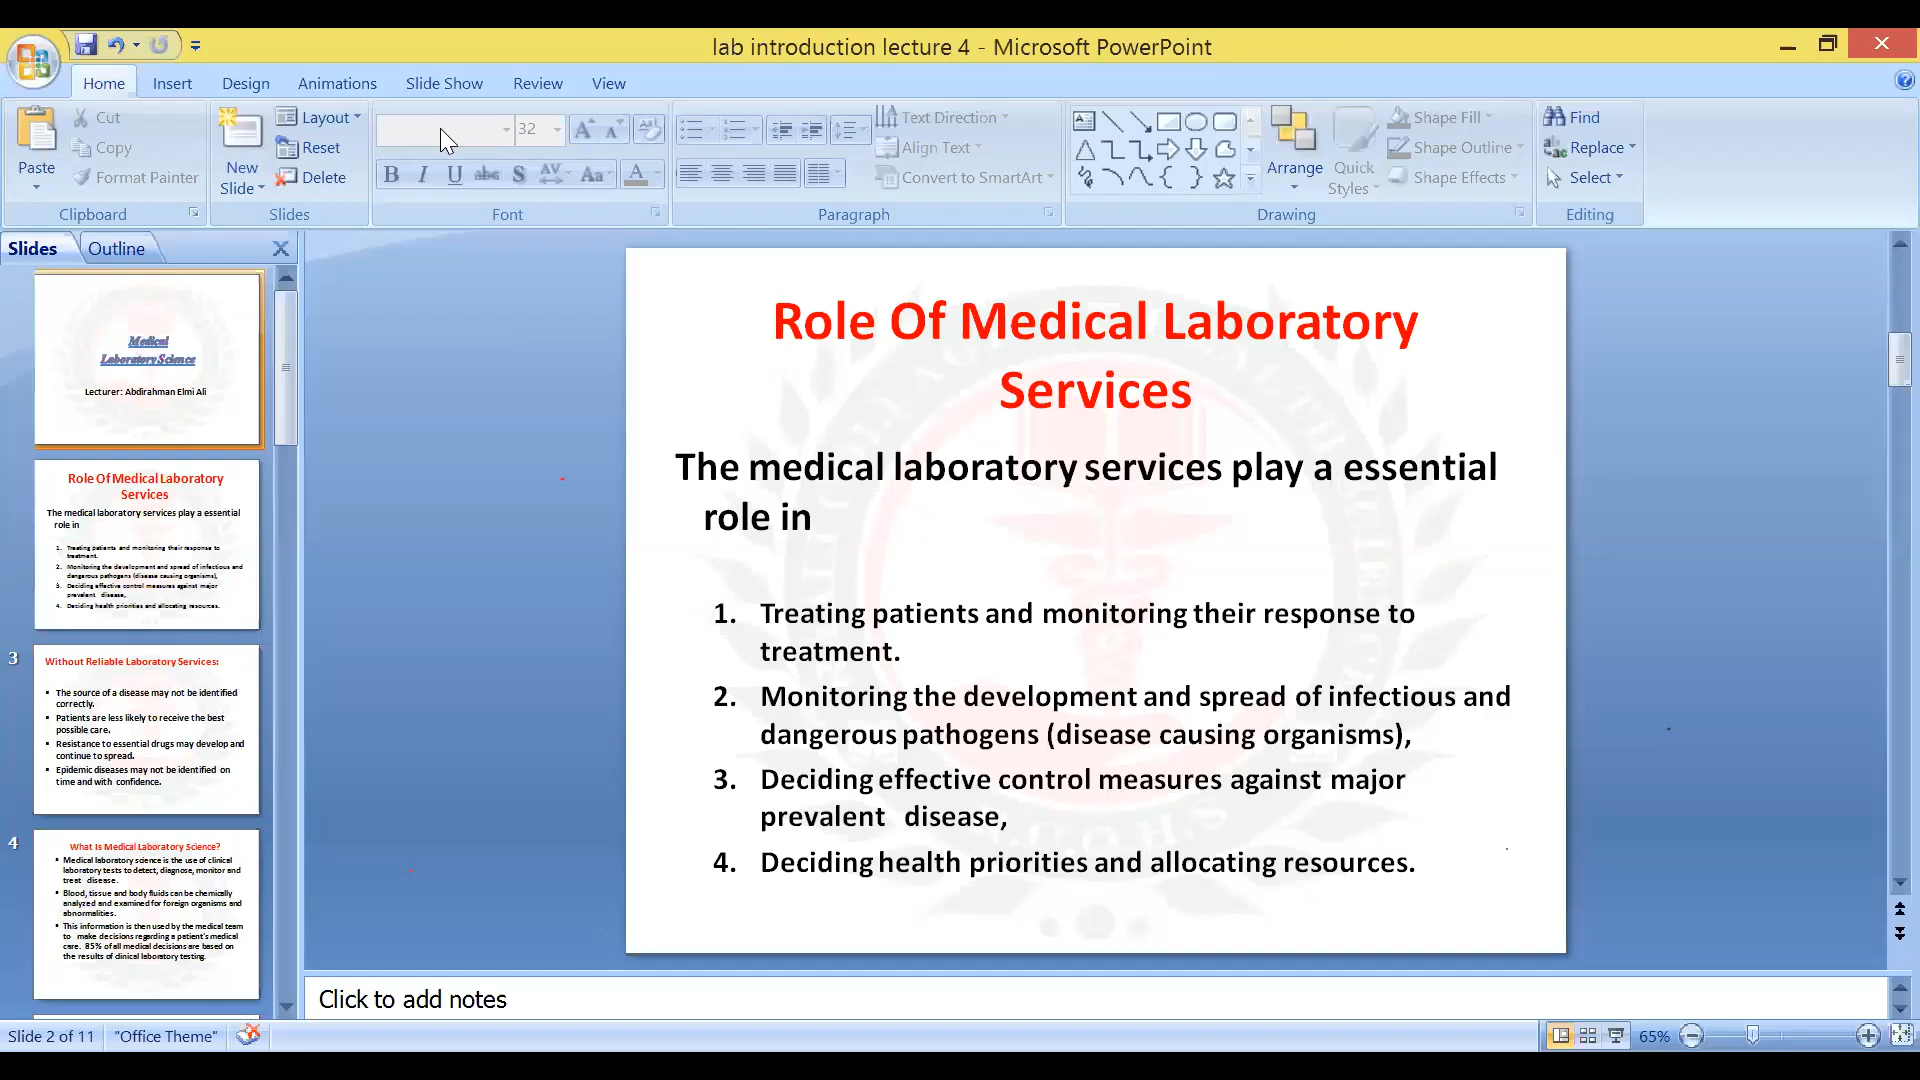 lab introduction lecture 4 - Microsoft PowerPoint
Home Insert Design Animations Slide Show Review View
Paste
Cut
Copy
Format Painter
Clipboard
New
Slide
Layout
Reset
Delete
Slides
32
B I U abc S AV Aa A
Font
Text Direction
Align Text
Convert to SmartArt
Paragraph
Arrange
Quick
Styles
Shape Fill
Shape Outline
Shape Effects
Drawing
Find
Replace
Select
Editing
Slides Outline
Medical
Laboratory Science
Lecturer: Abdirahman Elmi Ali
Role Of Medical Laboratory
Services
The medical laboratory services play a essential
role in
1. Treating patients and monitoring their response to
treatment.
2. Monitoring the development and spread of infectious and
dangerous pathogens (disease causing organisms),
3. Deciding effective control measures against major
prevalent disease,
4. Deciding health priorities and allocating resources.
3
Without Reliable Laboratory Services:
▪ The source of a disease may not be identified
correctly.
▪ Patients are less likely to receive the best
possible care.
▪ Resistance to essential drugs may develop and
continue to spread.
▪ Epidemic diseases may not be identified on
time and with confidence.
4
What Is Medical Laboratory Science?
▪ Medical laboratory science is the use of clinical
laboratory tests to detect, diagnose, monitor and
treat disease.
▪ Blood, tissue and body fluids can be chemically
analyzed and examined for foreign organisms and
abnormalities.
▪ This information is then used by the medical team
to make decisions regarding a patient's medical
care. 85% of all medical decisions are based on
the results of clinical laboratory testing.
Role Of Medical Laboratory
Services
The medical laboratory services play a essential
role in
1. Treating patients and monitoring their response to
treatment.
2. Monitoring the development and spread of infectious and
dangerous pathogens (disease causing organisms),
3. Deciding effective control measures against major
prevalent disease,
4. Deciding health priorities and allocating resources.
Click to add notes
Slide 2 of 11 "Office Theme" 65%